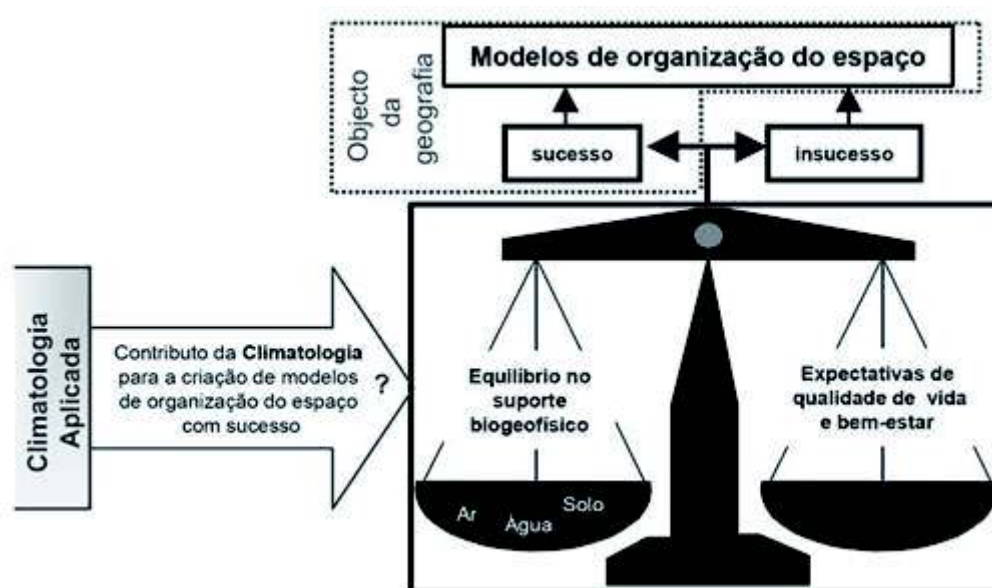 Modelos de organização do espaço
Objecto
da
geografia
sucesso
insucesso
Climatologia
Aplicada
Contributo da Climatologia
para a criação de modelos
de organização do espaço
com sucesso
?
Equilíbrio no
suporte
biogeofísico
Expectativas de
qualidade de vida
e bem-estar
Ar
Água
Solo